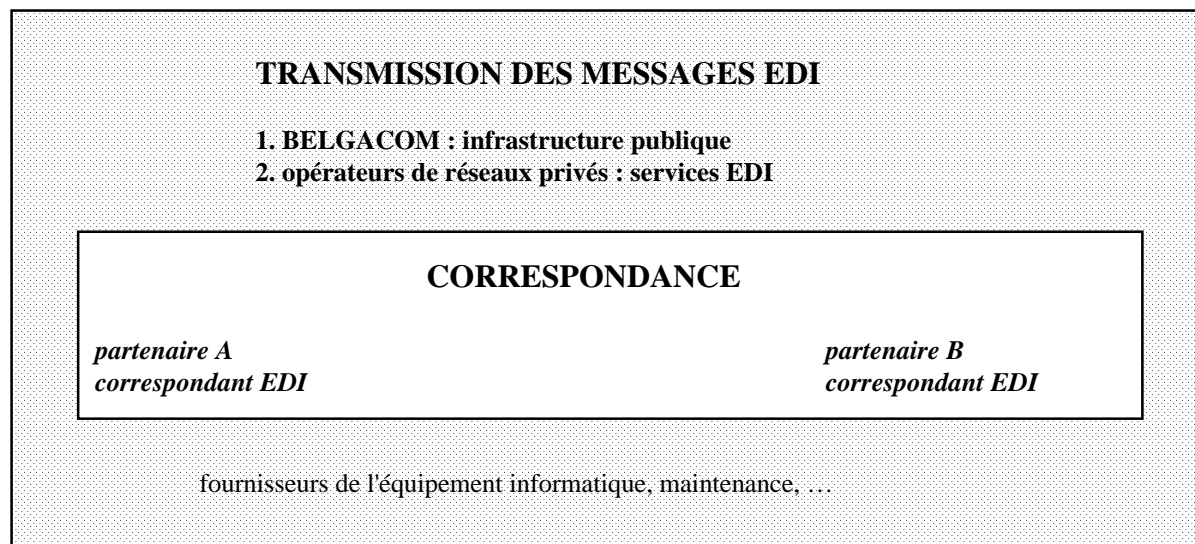 TRANSMISSION DES MESSAGES EDI
1. BELGACOM : infrastructure publique
2. opérateurs de réseaux privés : services EDI
CORRESPONDANCE
partenaire A
correspondant EDI
partenaire B
correspondant EDI
fournisseurs de l'équipement informatique, maintenance, …